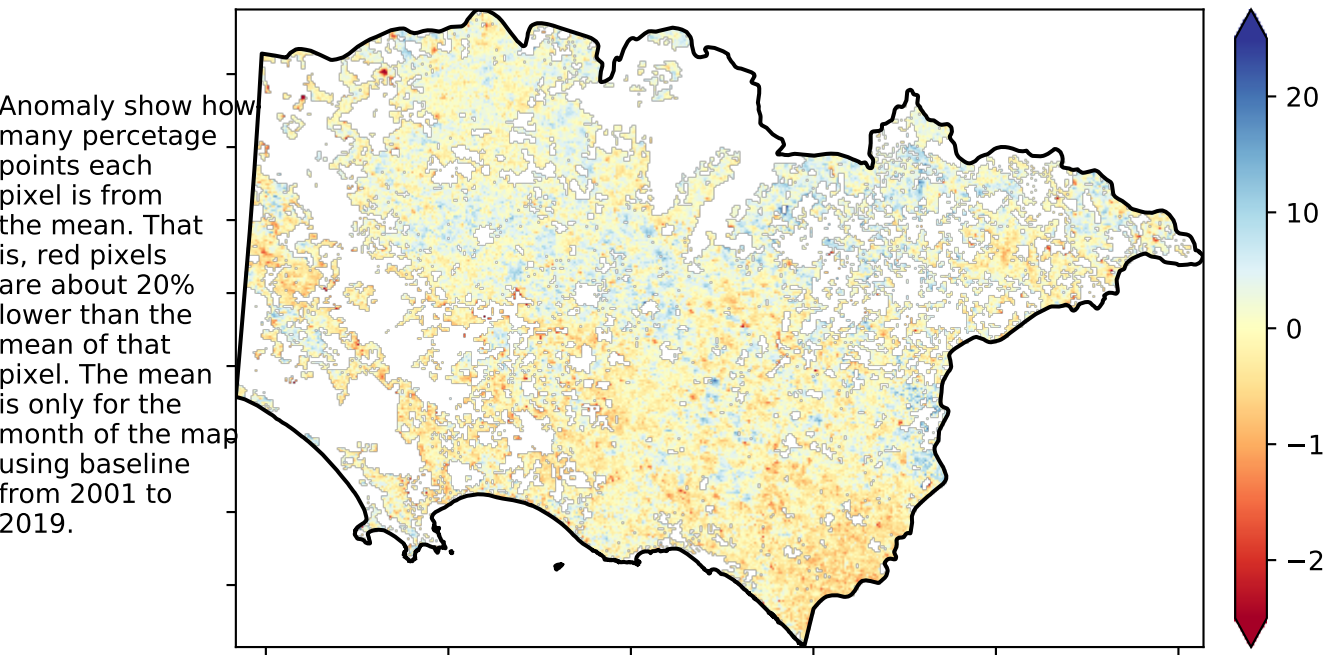 Anomaly show how
many percetage
points each
pixel is from
the mean. That
is, red pixels
are about 20%
lower than the
mean of that
pixel. The mean
is only for the
month of the map
using baseline
from 2001 to
2019.
20
10
0
−1
−2